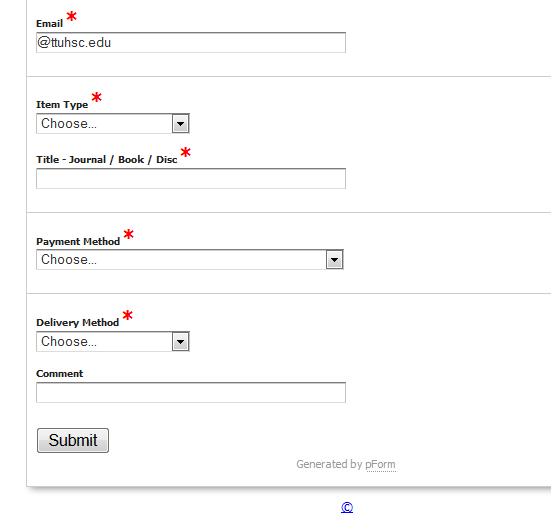 Email *
@ttuhsc.edu
Item Type *
Choose...
Title - Journal / Book / Disc *
Payment Method *
Choose...
Delivery Method *
Choose...
Comment
Submit
Generated by pForm
©